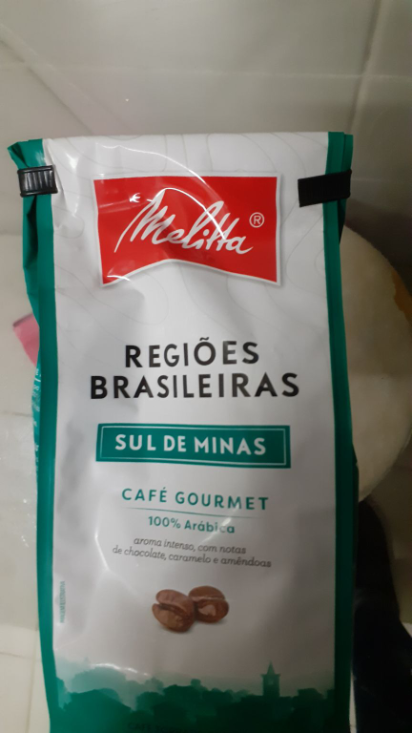 Melitta®
REGIÕES
BRASILEIRAS
SUL DE MINAS
CAFÉ GOURMET
100% Arábica
aroma intenso, com notas
de chocolate, caramelo e amêndoas